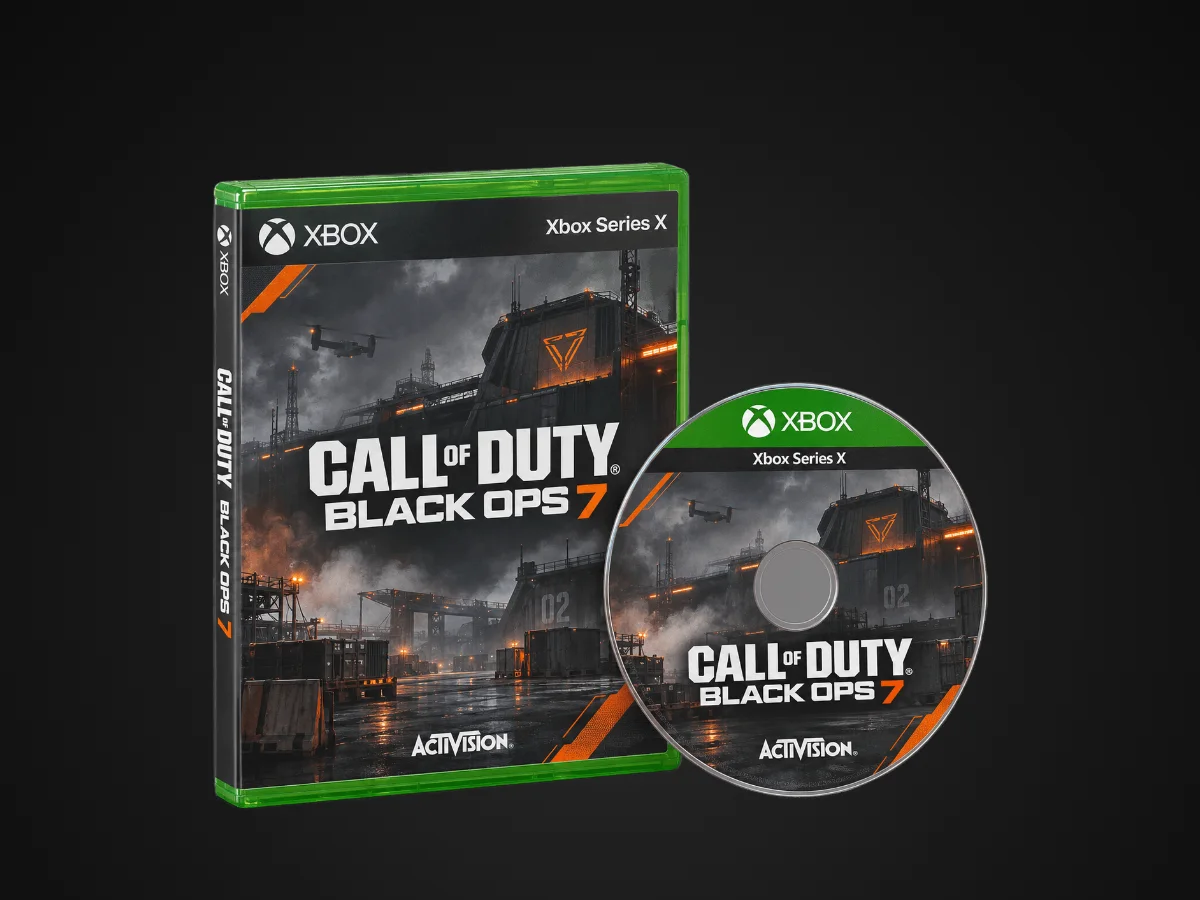 XBOX
Xbox Series X
XBOX
CALL OF DUTY®
BLACK OPS 7
CALL OF DUTY BLACK OPS 7
02
ACTIVISION®
XBOX
Xbox Series X
02
CALL OF DUTY®
BLACK OPS 7
ACTIVISION®